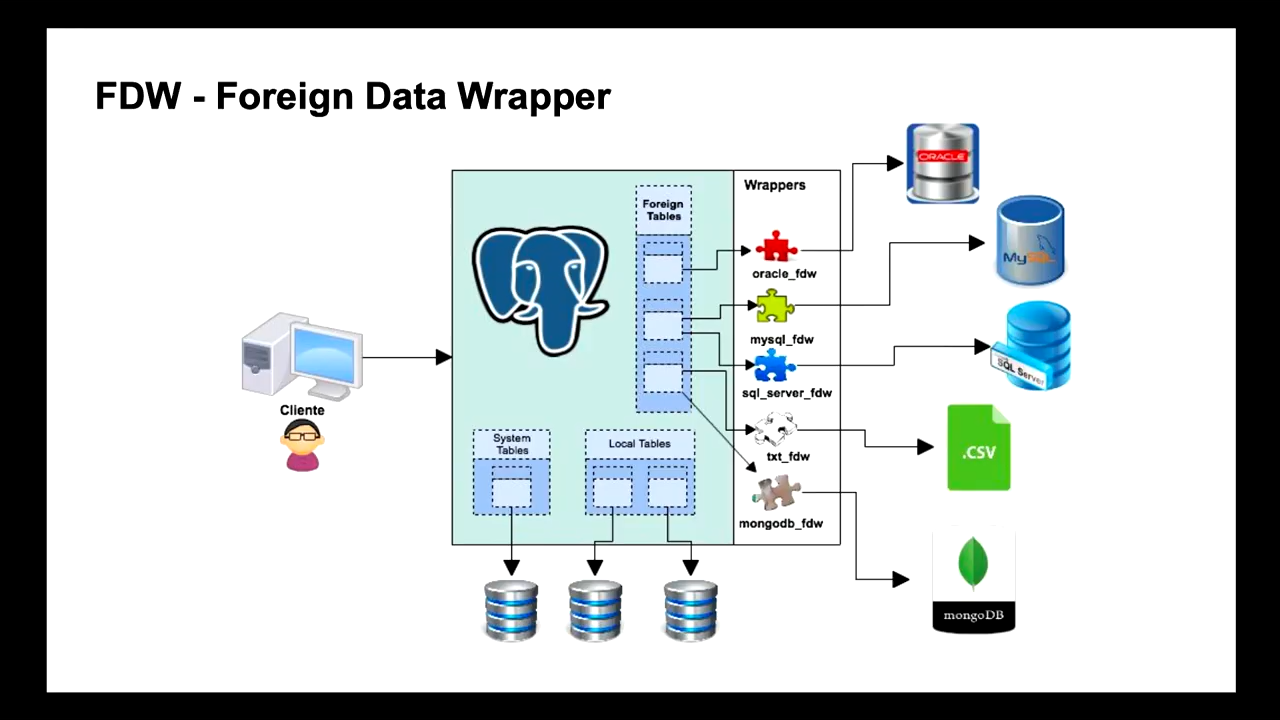 FDW - Foreign Data Wrapper
Wrappers
Foreign
Tables
ORACLE
oracle_fdw
MySQL
mysql_fdw
SQL Server
sql_server_fdw
Cliente
System
Tables
Local Tables
txt_fdw
.CSV
mongodb_fdw
mongoDB